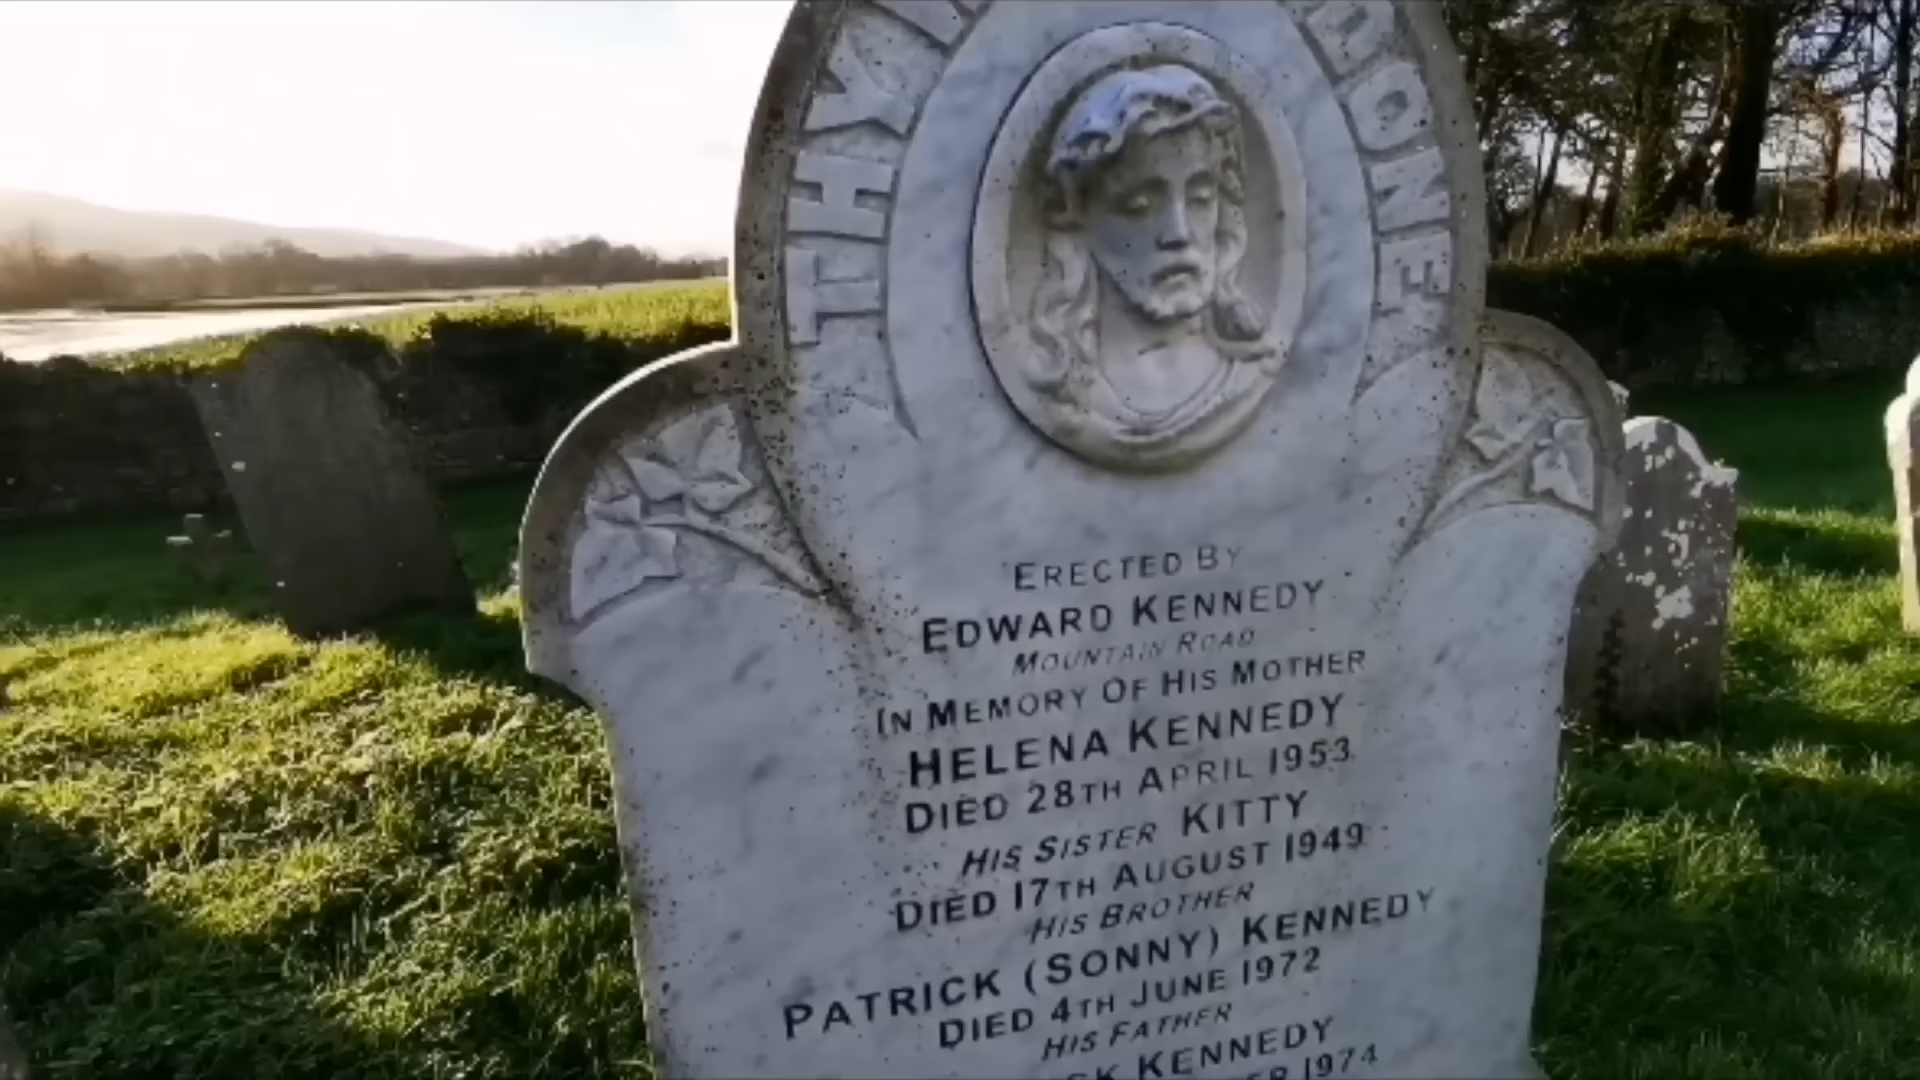 THY DONE
ERECTED BY
EDWARD KENNEDY
MOUNTAIN ROAD
IN MEMORY OF HIS MOTHER
HELENA KENNEDY
DIED 28TH APRIL 1953
HIS SISTER KITTY
DIED 17TH AUGUST 1949
HIS BROTHER
PATRICK (SONNY) KENNEDY
DIED 4TH JUNE 1972
HIS FATHER
KENNEDY
1974